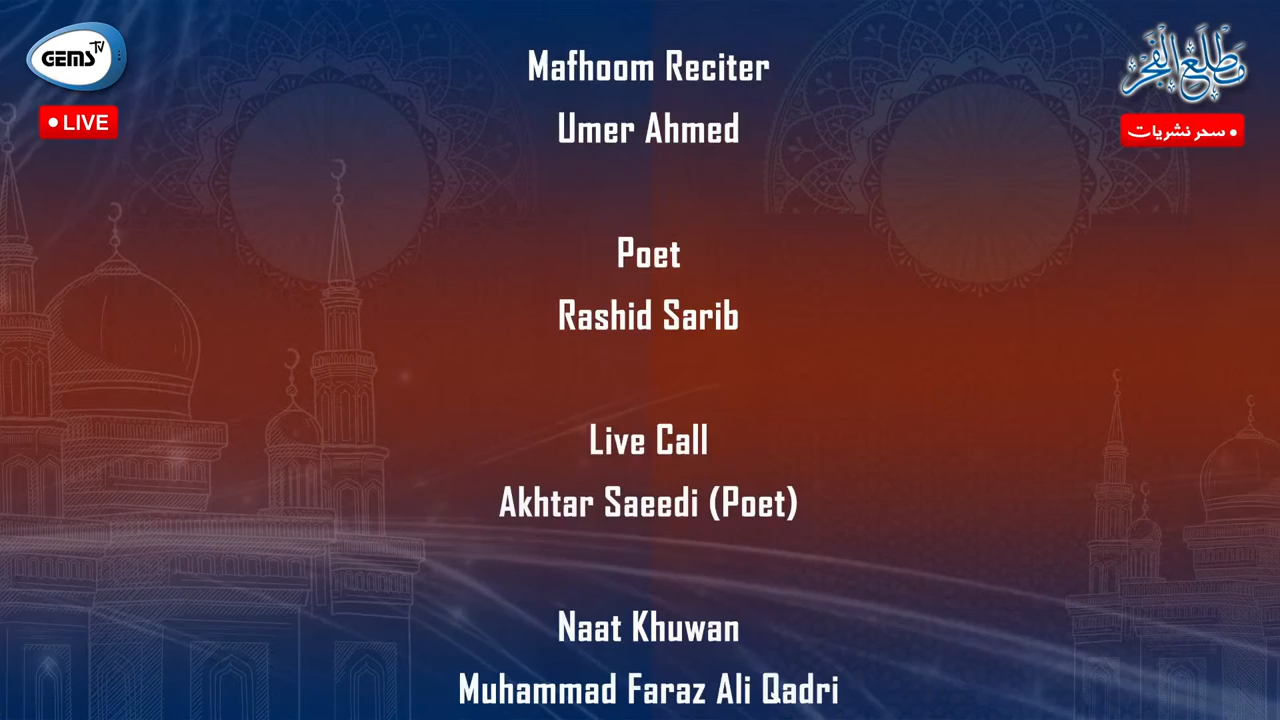 GEMS TV
• LIVE
مطلع الفجر
• سحر نشریات
Mafhoom Reciter
Umer Ahmed
Poet
Rashid Sarib
Live Call
Akhtar Saeedi (Poet)
Naat Khuwan
Muhammad Faraz Ali Qadri